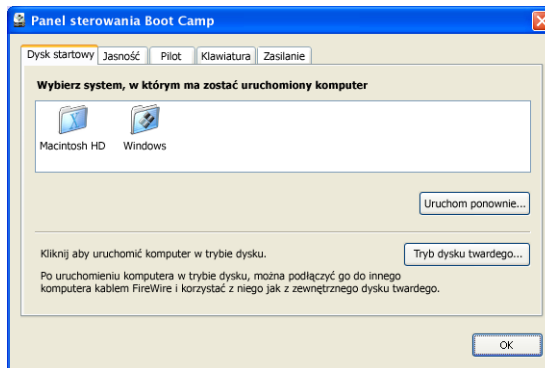 Panel sterowania Boot Camp
Dysk startowy Jasność Pilot Klawiatura Zasilanie
Wybierz system, w którym ma zostać uruchomiony komputer
Macintosh HD Windows
Uruchom ponownie...
Kliknij aby uruchomić komputer w trybie dysku. Tryb dysku twardego...
Po uruchomieniu komputera w trybie dysku, można podłączyć go do innego
komputera kablem FireWire i korzystać z niego jak z zewnętrznego dysku twardego.
OK